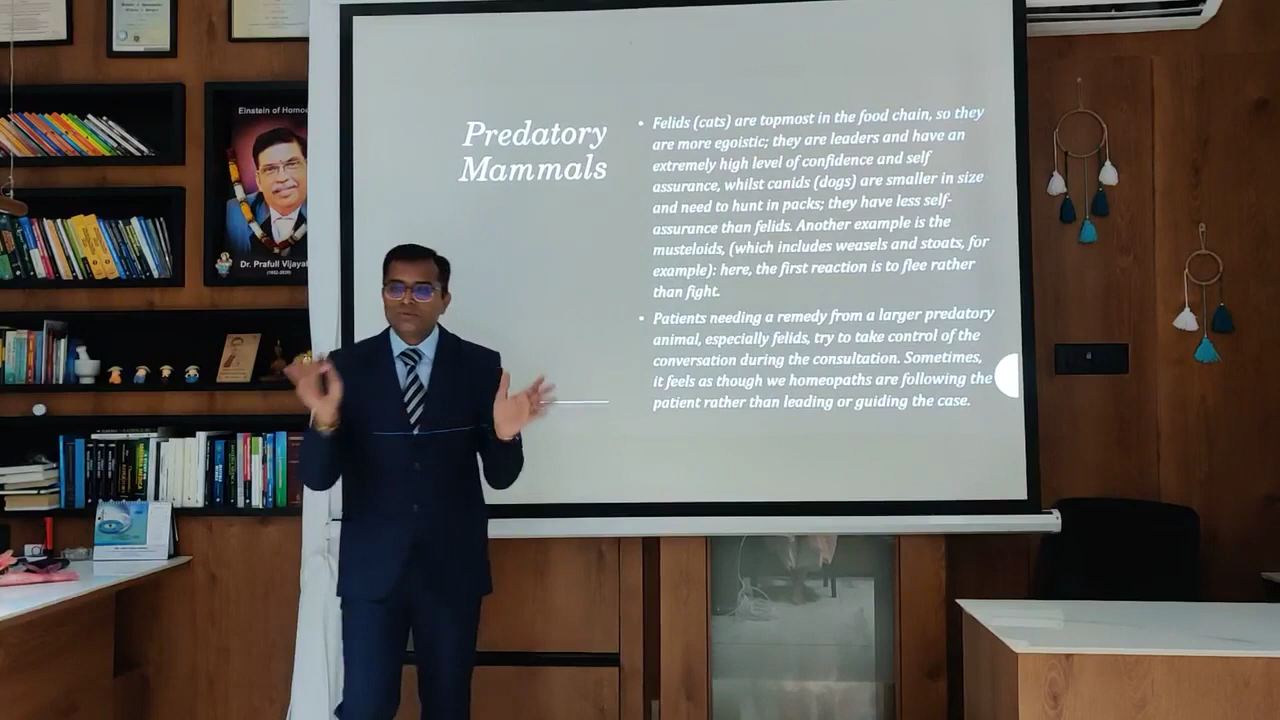 Einstein of Homoe
Dr. Prafull Vijayal
Predatory
Mammals
• Felids (cats) are topmost in the food chain, so they
are more egoistic; they are leaders and have an
extremely high level of confidence and self
assurance, whilst canids (dogs) are smaller in size
and need to hunt in packs; they have less self-
assurance than felids. Another example is the
musteloids, (which includes weasels and stoats, for
example): here, the first reaction is to flee rather
than fight.
• Patients needing a remedy from a larger predatory
animal, especially felids, try to take control of the
conversation during the consultation. Sometimes,
it feels as though we homeopaths are following the
patient rather than leading or guiding the case.